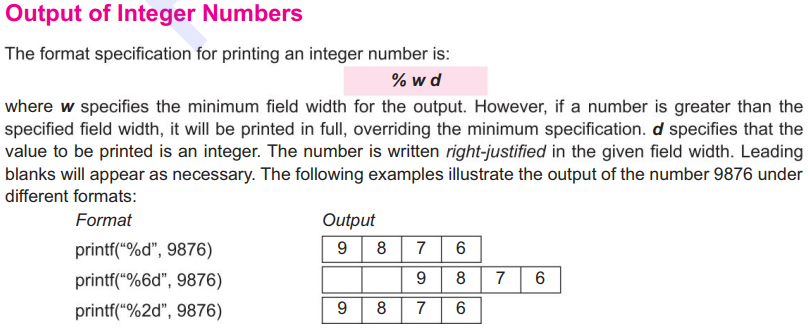 Output of Integer Numbers
The format specification for printing an integer number is:
% w d
where w specifies the minimum field width for the output. However, if a number is greater than the
specified field width, it will be printed in full, overriding the minimum specification. d specifies that the
value to be printed is an integer. The number is written right-justified in the given field width. Leading
blanks will appear as necessary. The following examples illustrate the output of the number 9876 under
different formats:
Format Output
printf(“%d”, 9876) 9 8 7 6
printf(“%6d”, 9876) 9 8 7 6
printf(“%2d”, 9876) 9 8 7 6